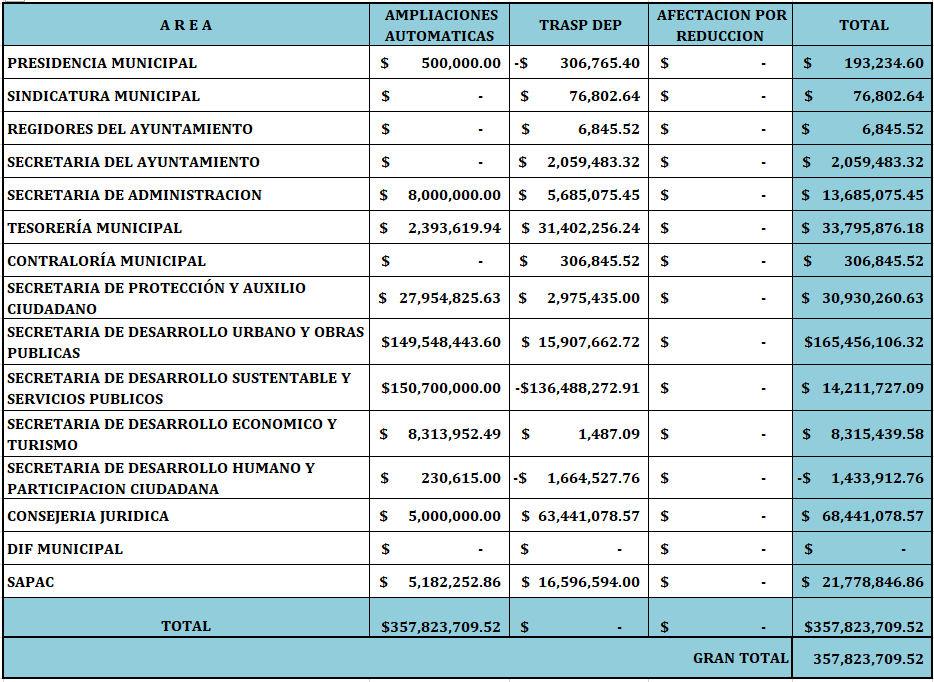 A R E A AMPLIACIONES AUTOMATICAS TRASP DEP AFECTACION POR REDUCCION TOTAL
PRESIDENCIA MUNICIPAL $ 500,000.00 -$ 306,765.40 $ - $ 193,234.60
SINDICATURA MUNICIPAL $ - $ 76,802.64 $ - $ 76,802.64
REGIDORES DEL AYUNTAMIENTO $ - $ 6,845.52 $ - $ 6,845.52
SECRETARIA DEL AYUNTAMIENTO $ - $ 2,059,483.32 $ - $ 2,059,483.32
SECRETARIA DE ADMINISTRACION $ 8,000,000.00 $ 5,685,075.45 $ - $ 13,685,075.45
TESORERÍA MUNICIPAL $ 2,393,619.94 $ 31,402,256.24 $ - $ 33,795,876.18
CONTRALORÍA MUNICIPAL $ - $ 306,845.52 $ - $ 306,845.52
SECRETARIA DE PROTECCIÓN Y AUXILIO
CIUDADANO $ 27,954,825.63 $ 2,975,435.00 $ - $ 30,930,260.63
SECRETARIA DE DESARROLLO URBANO Y OBRAS
PUBLICAS $149,548,443.60 $ 15,907,662.72 $ - $165,456,106.32
SECRETARIA DE DESARROLLO SUSTENTABLE Y
SERVICIOS PUBLICOS $150,700,000.00 -$136,488,272.91 $ - $ 14,211,727.09
SECRETARIA DE DESARROLLO ECONOMICO Y
TURISMO $ 8,313,952.49 $ 1,487.09 $ - $ 8,315,439.58
SECRETARIA DE DESARROLLO HUMANO Y
PARTICIPACION CIUDADANA $ 230,615.00 -$ 1,664,527.76 $ - -$ 1,433,912.76
CONSEJERIA JURIDICA $ 5,000,000.00 $ 63,441,078.57 $ - $ 68,441,078.57
DIF MUNICIPAL $ - $ - $ - $ -
SAPAC $ 5,182,252.86 $ 16,596,594.00 $ - $ 21,778,846.86
TOTAL $357,823,709.52 $ - $ - $357,823,709.52
GRAN TOTAL 357,823,709.52